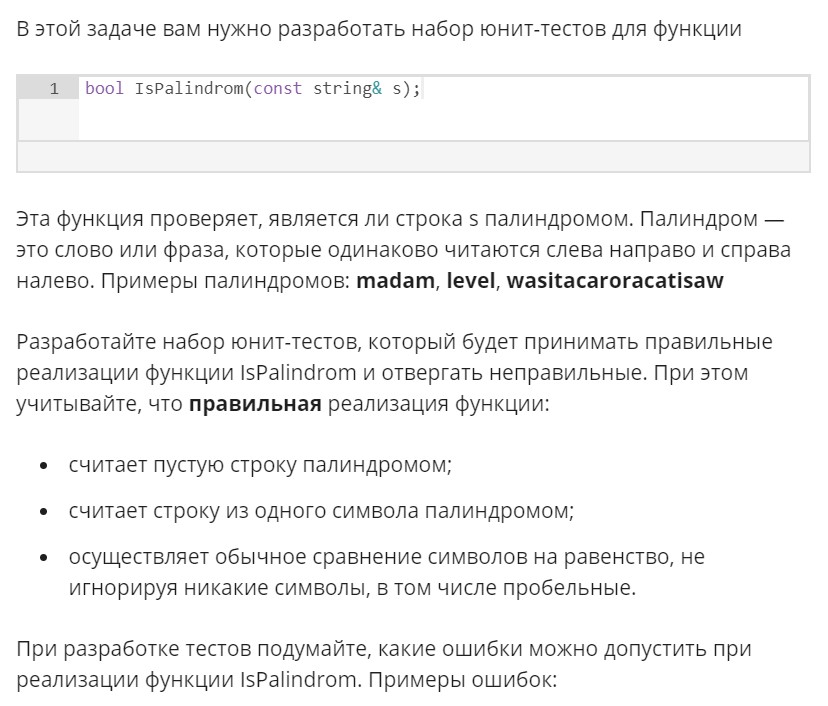 В этой задаче вам нужно разработать набор юнит-тестов для функции
1 bool IsPalindrom(const string& s);
Эта функция проверяет, является ли строка s палиндромом. Палиндром —
это слово или фраза, которые одинаково читаются слева направо и справа
налево. Примеры палиндромов: madam, level, wasitacaroracatisaw
Разработайте набор юнит-тестов, который будет принимать правильные
реализации функции IsPalindrom и отвергать неправильные. При этом
учитывайте, что правильная реализация функции:
• считает пустую строку палиндромом;
• считает строку из одного символа палиндромом;
• осуществляет обычное сравнение символов на равенство, не
игнорируя никакие символы, в том числе пробельные.
При разработке тестов подумайте, какие ошибки можно допустить при
реализации функции IsPalindrom. Примеры ошибок: